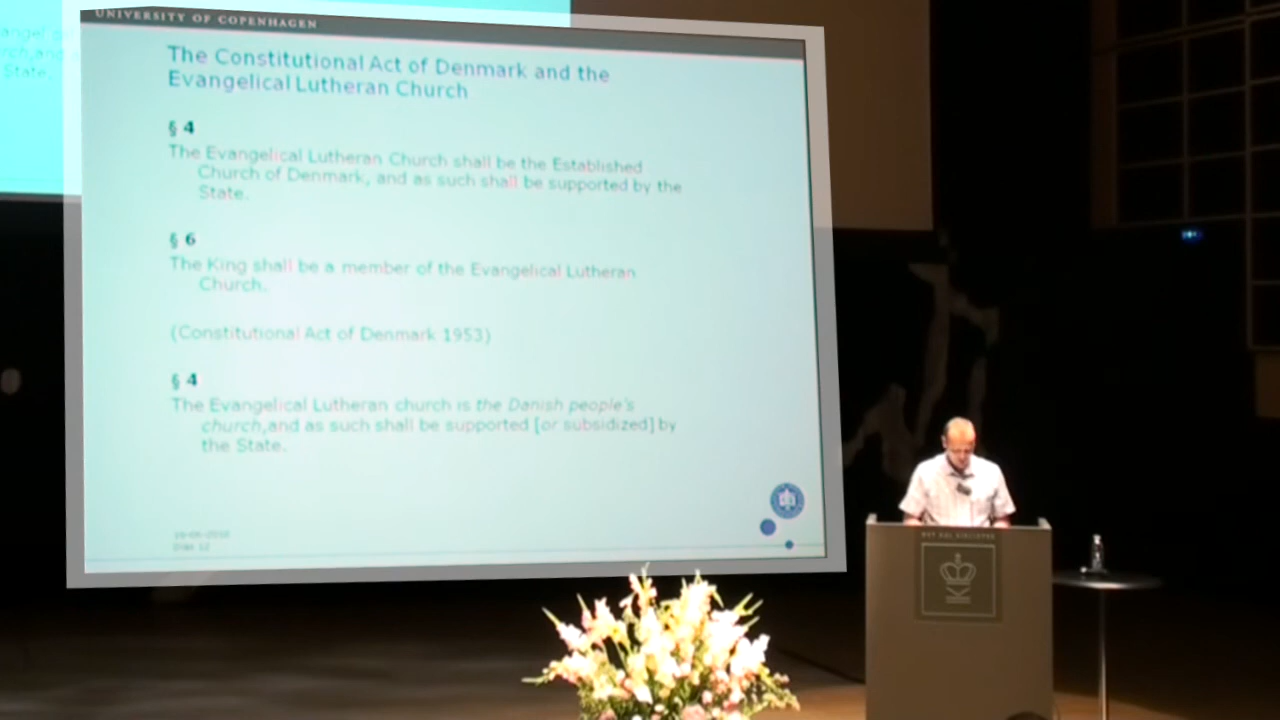 UNIVERSITY OF COPENHAGEN
The Constitutional Act of Denmark and the
Evangelical Lutheran Church
§ 4
The Evangelical Lutheran Church shall be the Established
Church of Denmark, and as such shall be supported by the
State.
§ 6
The King shall be a member of the Evangelical Lutheran
Church.
(Constitutional Act of Denmark 1953)
§ 4
The Evangelical Lutheran church is the Danish people's
church,and as such shall be supported [or subsidized] by
the State.
State.